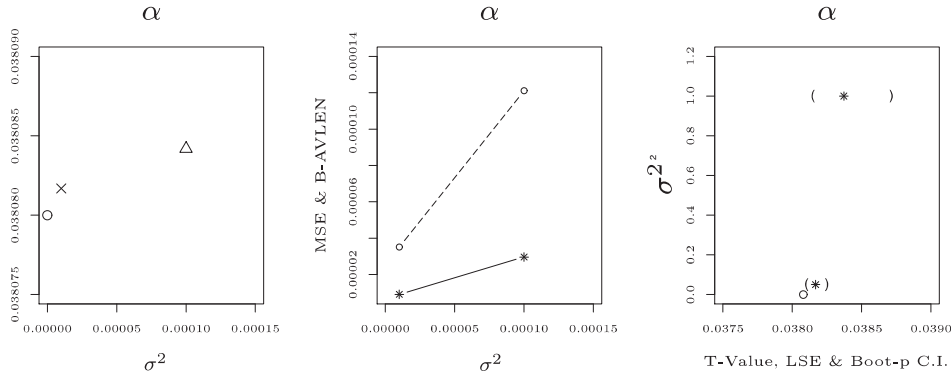 α
0.038090
0.038085
0.038080
0.038075
0.00000 0.00005 0.00010 0.00015
σ²
α
MSE & B-AVLEN
0.00014
0.00010
0.00006
0.00002
0.00000 0.00005 0.00010 0.00015
σ²
α
σ² ²
1.2
1.0
0.8
0.6
0.4
0.2
0.0
( * )
(*)
0.0375 0.0380 0.0385 0.0390
T-Value, LSE & Boot-p C.I.